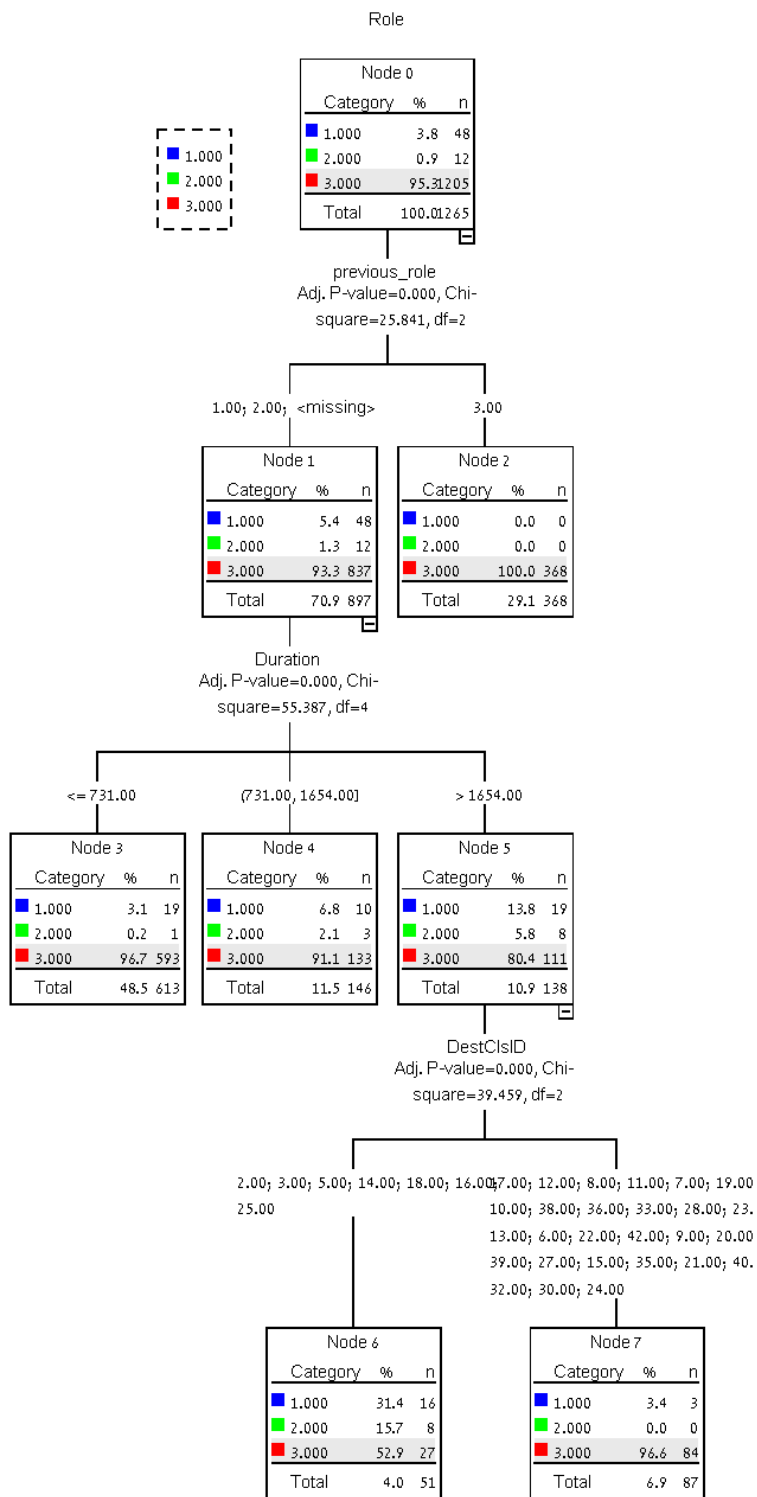 Role
Node 0
Category % n
1.000 3.8 48
2.000 0.9 12
3.000 95.3 1205
Total 100.0 1265
1.000
2.000
3.000
previous_role
Adj. P-value=0.000, Chi-
square=25.841, df=2
1.00; 2.00; <missing>
3.00
Node 1
Category % n
1.000 5.4 48
2.000 1.3 12
3.000 93.3 837
Total 70.9 897
Node 2
Category % n
1.000 0.0 0
2.000 0.0 0
3.000 100.0 368
Total 29.1 368
Duration
Adj. P-value=0.000, Chi-
square=55.387, df=4
<= 731.00
(731.00, 1654.00]
> 1654.00
Node 3
Category % n
1.000 3.1 19
2.000 0.2 1
3.000 96.7 593
Total 48.5 613
Node 4
Category % n
1.000 6.8 10
2.000 2.1 3
3.000 91.1 133
Total 11.5 146
Node 5
Category % n
1.000 13.8 19
2.000 5.8 8
3.000 80.4 111
Total 10.9 138
DestClsID
Adj. P-value=0.000, Chi-
square=39.459, df=2
2.00; 3.00; 5.00; 14.00; 18.00; 16.00;
25.00
17.00; 12.00; 8.00; 11.00; 7.00; 19.00
10.00; 38.00; 36.00; 33.00; 28.00; 23.
13.00; 6.00; 22.00; 42.00; 9.00; 20.00
39.00; 27.00; 15.00; 35.00; 21.00; 40.
32.00; 30.00; 24.00
Node 6
Category % n
1.000 31.4 16
2.000 15.7 8
3.000 52.9 27
Total 4.0 51
Node 7
Category % n
1.000 3.4 3
2.000 0.0 0
3.000 96.6 84
Total 6.9 87